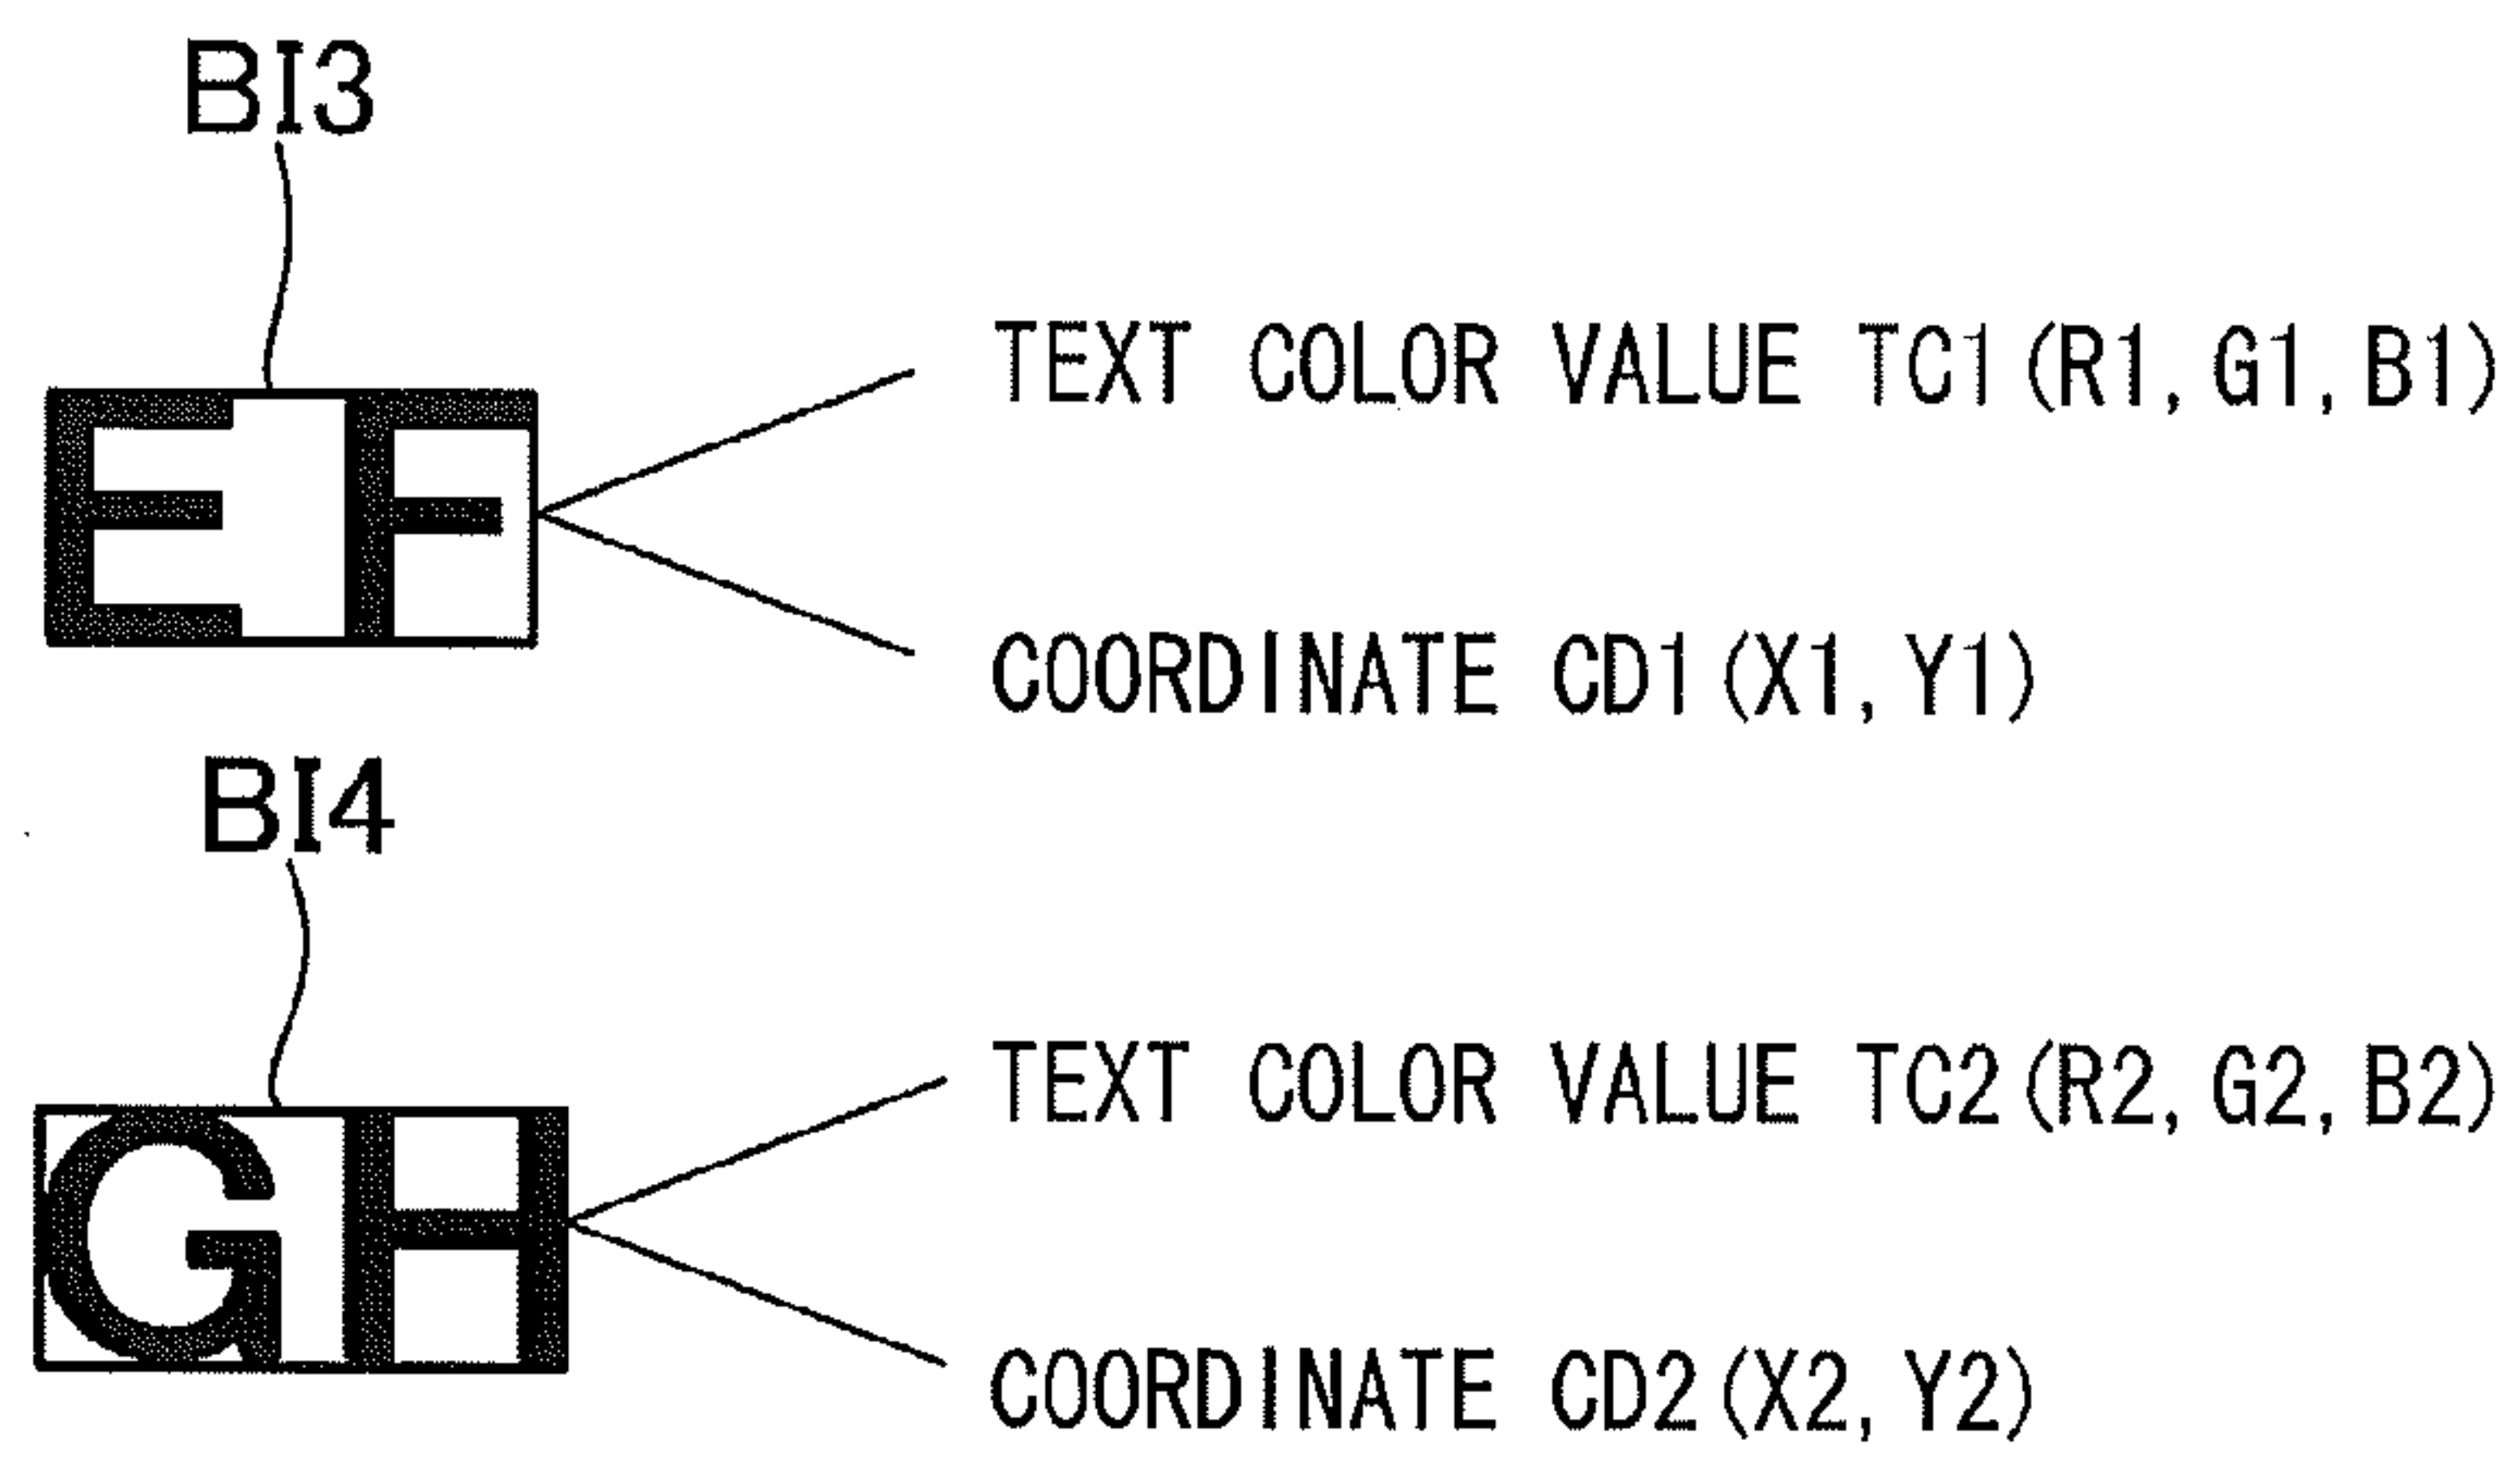 BI3
TEXT COLOR VALUE TC1(R1, G1, B1)
EF
COORDINATE CD1(X1, Y1)
BI4
TEXT COLOR VALUE TC2(R2, G2, B2)
GH
COORDINATE CD2(X2, Y2)